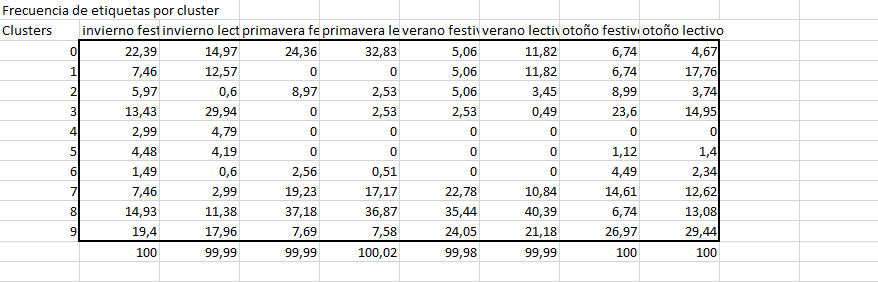 Frecuencia de etiquetas por cluster
Clusters invierno fest invierno lect primavera fe primavera le verano festi verano lectiv otoño festivo otoño lectivo
0 22,39 14,97 24,36 32,83 5,06 11,82 6,74 4,67
1 7,46 12,57 0 0 5,06 11,82 6,74 17,76
2 5,97 0,6 8,97 2,53 5,06 3,45 8,99 3,74
3 13,43 29,94 0 2,53 2,53 0,49 23,6 14,95
4 2,99 4,79 0 0 0 0 0 0
5 4,48 4,19 0 0 0 0 1,12 1,4
6 1,49 0,6 2,56 0,51 0 0 4,49 2,34
7 7,46 2,99 19,23 17,17 22,78 10,84 14,61 12,62
8 14,93 11,38 37,18 36,87 35,44 40,39 6,74 13,08
9 19,4 17,96 7,69 7,58 24,05 21,18 26,97 29,44
100 99,99 99,99 100,02 99,98 99,99 100 100